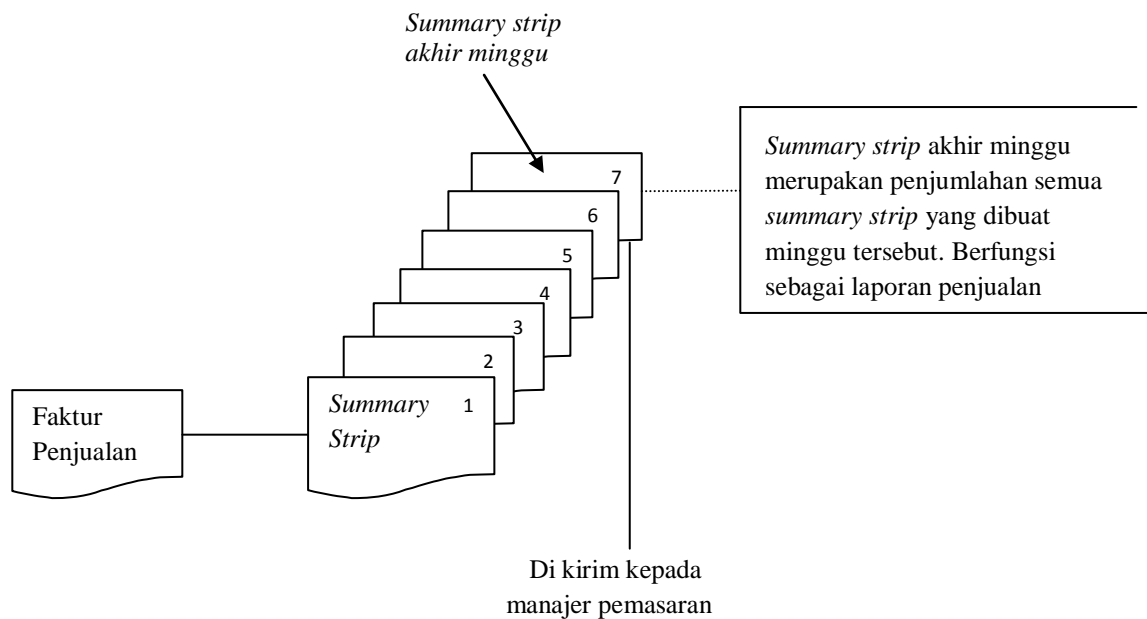 Summary strip
akhir minggu
Summary strip akhir minggu
merupakan penjumlahan semua
summary strip yang dibuat
minggu tersebut. Berfungsi
sebagai laporan penjualan
7
6
5
4
3
2
Summary 1
Strip
Faktur
Penjualan
Di kirim kepada
manajer pemasaran